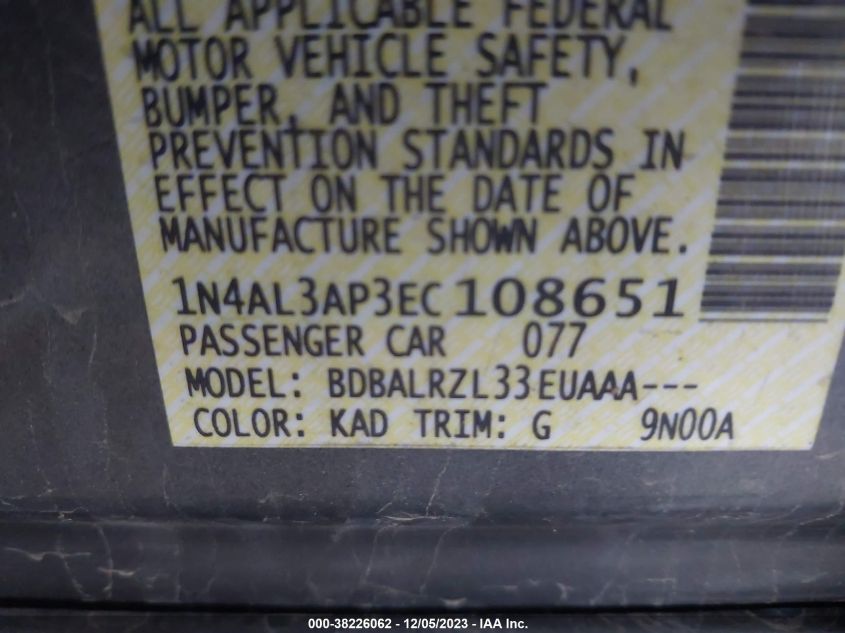 ALL APPLICABLE FEDERAL
MOTOR VEHICLE SAFETY,
BUMPER, AND THEFT
PREVENTION STANDARDS IN
EFFECT ON THE DATE OF
MANUFACTURE SHOWN ABOVE.
1N4AL3AP3EC108651
PASSENGER CAR 077
MODEL: BDBALRZL33EUAAA---
COLOR: KAD TRIM: G 9N00A
000-38226062 - 12/05/2023 - IAA Inc.